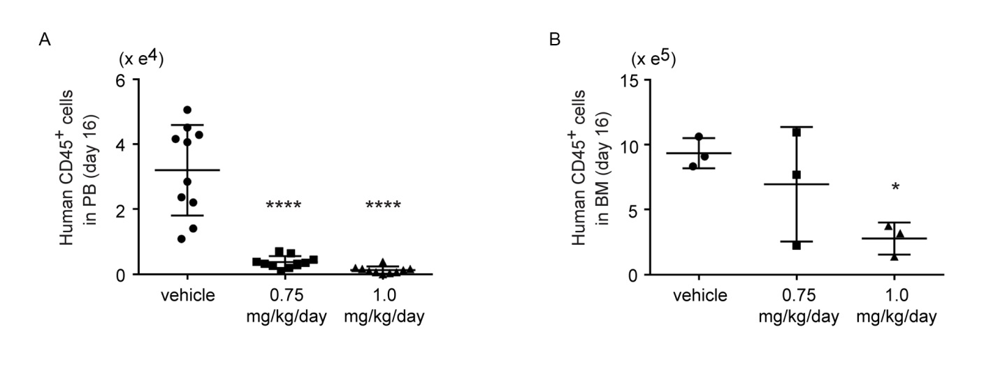 A
(x e4)
Human CD45+ cells
in PB (day 16)
6
4
2
0
****
****
vehicle
0.75
mg/kg/day
1.0
mg/kg/day
B
(x e5)
Human CD45+ cells
in BM (day 16)
15
10
5
0
*
vehicle
0.75
mg/kg/day
1.0
mg/kg/day